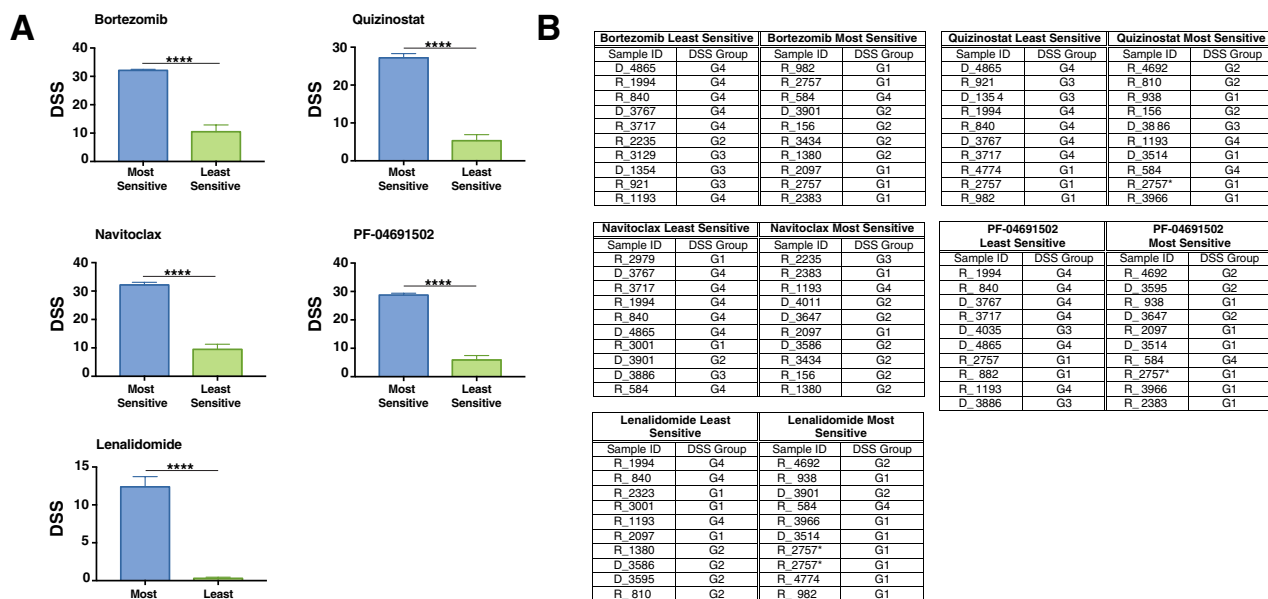 A
Bortezomib
DSS
40
30
20
10
0
****
Most Sensitive
Least Sensitive
Quizinostat
DSS
30
20
10
0
****
Most Sensitive
Least Sensitive
Navitoclax
DSS
40
30
20
10
0
****
Most Sensitive
Least Sensitive
PF-04691502
DSS
40
30
20
10
0
****
Most Sensitive
Least Sensitive
Lenalidomide
DSS
15
10
5
0
****
Most
Least
B
Bortezomib Least Sensitive Bortezomib Most Sensitive
Sample ID DSS Group Sample ID DSS Group
D_4865 G4 R_982 G1
R_1994 G4 R_2757 G1
R_840 G4 R_584 G4
D_3767 G4 D_3901 G2
R_3717 G4 R_156 G2
R_2235 G2 R_3434 G2
R_3129 G3 R_1380 G2
D_1354 G3 R_2097 G1
R_921 G3 R_2757 G1
R_1193 G4 R_2383 G1
Quizinostat Least Sensitive Quizinostat Most Sensitive
Sample ID DSS Group Sample ID DSS Group
D_4865 G4 R_4692 G2
R_921 G3 R_810 G2
D_1354 G3 R_938 G1
R_1994 G4 R_156 G2
R_840 G4 D_3886 G3
D_3767 G4 R_1193 G4
R_3717 G4 D_3514 G1
R_4774 G1 R_584 G4
R_2757 G1 R_2757* G1
R_982 G1 R_3966 G1
Navitoclax Least Sensitive Navitoclax Most Sensitive
Sample ID DSS Group Sample ID DSS Group
R_2979 G1 R_2235 G3
D_3767 G4 R_2383 G1
R_3717 G4 R_1193 G4
R_1994 G4 D_4011 G2
R_840 G4 D_3647 G2
D_4865 G4 R_2097 G1
R_3001 G1 D_3586 G2
D_3901 G2 R_3434 G2
D_3886 G3 R_156 G2
R_584 G4 R_1380 G2
PF-04691502 Least Sensitive PF-04691502 Most Sensitive
Sample ID DSS Group Sample ID DSS Group
R_1994 G4 R_4692 G2
R_840 G4 D_3595 G2
D_3767 G4 R_938 G1
R_3717 G4 D_3647 G2
D_4035 G3 R_2097 G1
D_4865 G4 D_3514 G1
R_2757 G1 R_584 G4
R_882 G1 R_2757* G1
R_1193 G4 R_3966 G1
D_3886 G3 R_2383 G1
Lenalidomide Least Sensitive Lenalidomide Most Sensitive
Sample ID DSS Group Sample ID DSS Group
R_1994 G4 R_4692 G2
R_840 G4 R_938 G1
R_2323 G1 D_3901 G2
R_3001 G1 R_584 G4
R_1193 G4 R_3966 G1
R_2097 G1 D_3514 G1
R_1380 G2 R_2757* G1
D_3586 G2 R_2757* G1
D_3595 G2 R_4774 G1
R_810 G2 R_982 G1